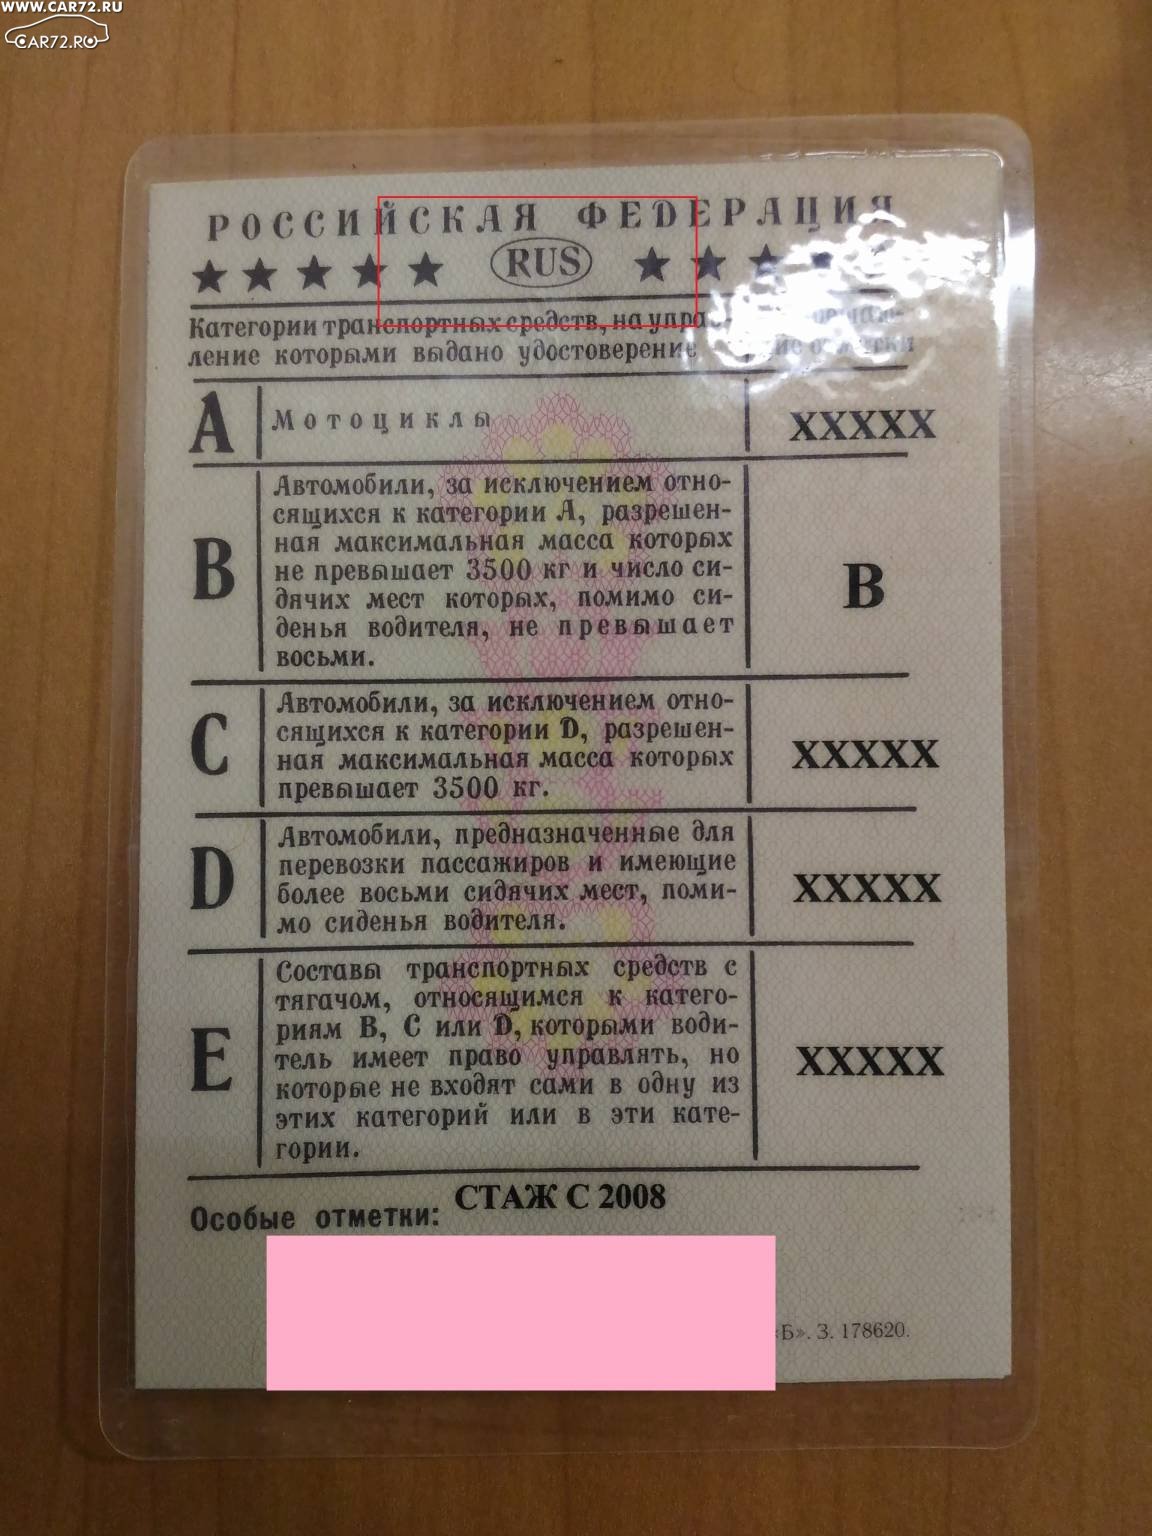 WWW.CAR72.RU
CAR72.RU
РОССИЙСКАЯ ФЕДЕРАЦИЯ
★★★★★ RUS ★★★★
Категории транспортных средств, на управ-
ление которыми выдано удостоверение
A
Мотоциклы
XXXXX
B
Автомобили, за исключением отно-
сящихся к категории A, разрешен-
ная максимальная масса которых
не превышает 3500 кг и число си-
дячих мест которых, помимо си-
денья водителя, не превышает
восьми.
B
C
Автомобили, за исключением отно-
сящихся к категории D, разрешен-
ная максимальная масса которых
превышает 3500 кг.
XXXXX
D
Автомобили, предназначенные для
перевозки пассажиров и имеющие
более восьми сидячих мест, поми-
мо сиденья водителя.
XXXXX
E
Составы транспортных средств с
тягачом, относящимся к катего-
риям B, C или D, которыми води-
тель имеет право управлять, но
которые не входят сами в одну из
этих категорий или в эти кате-
гории.
XXXXX
Особые отметки: СТАЖ С 2008
«Б». З. 178620.